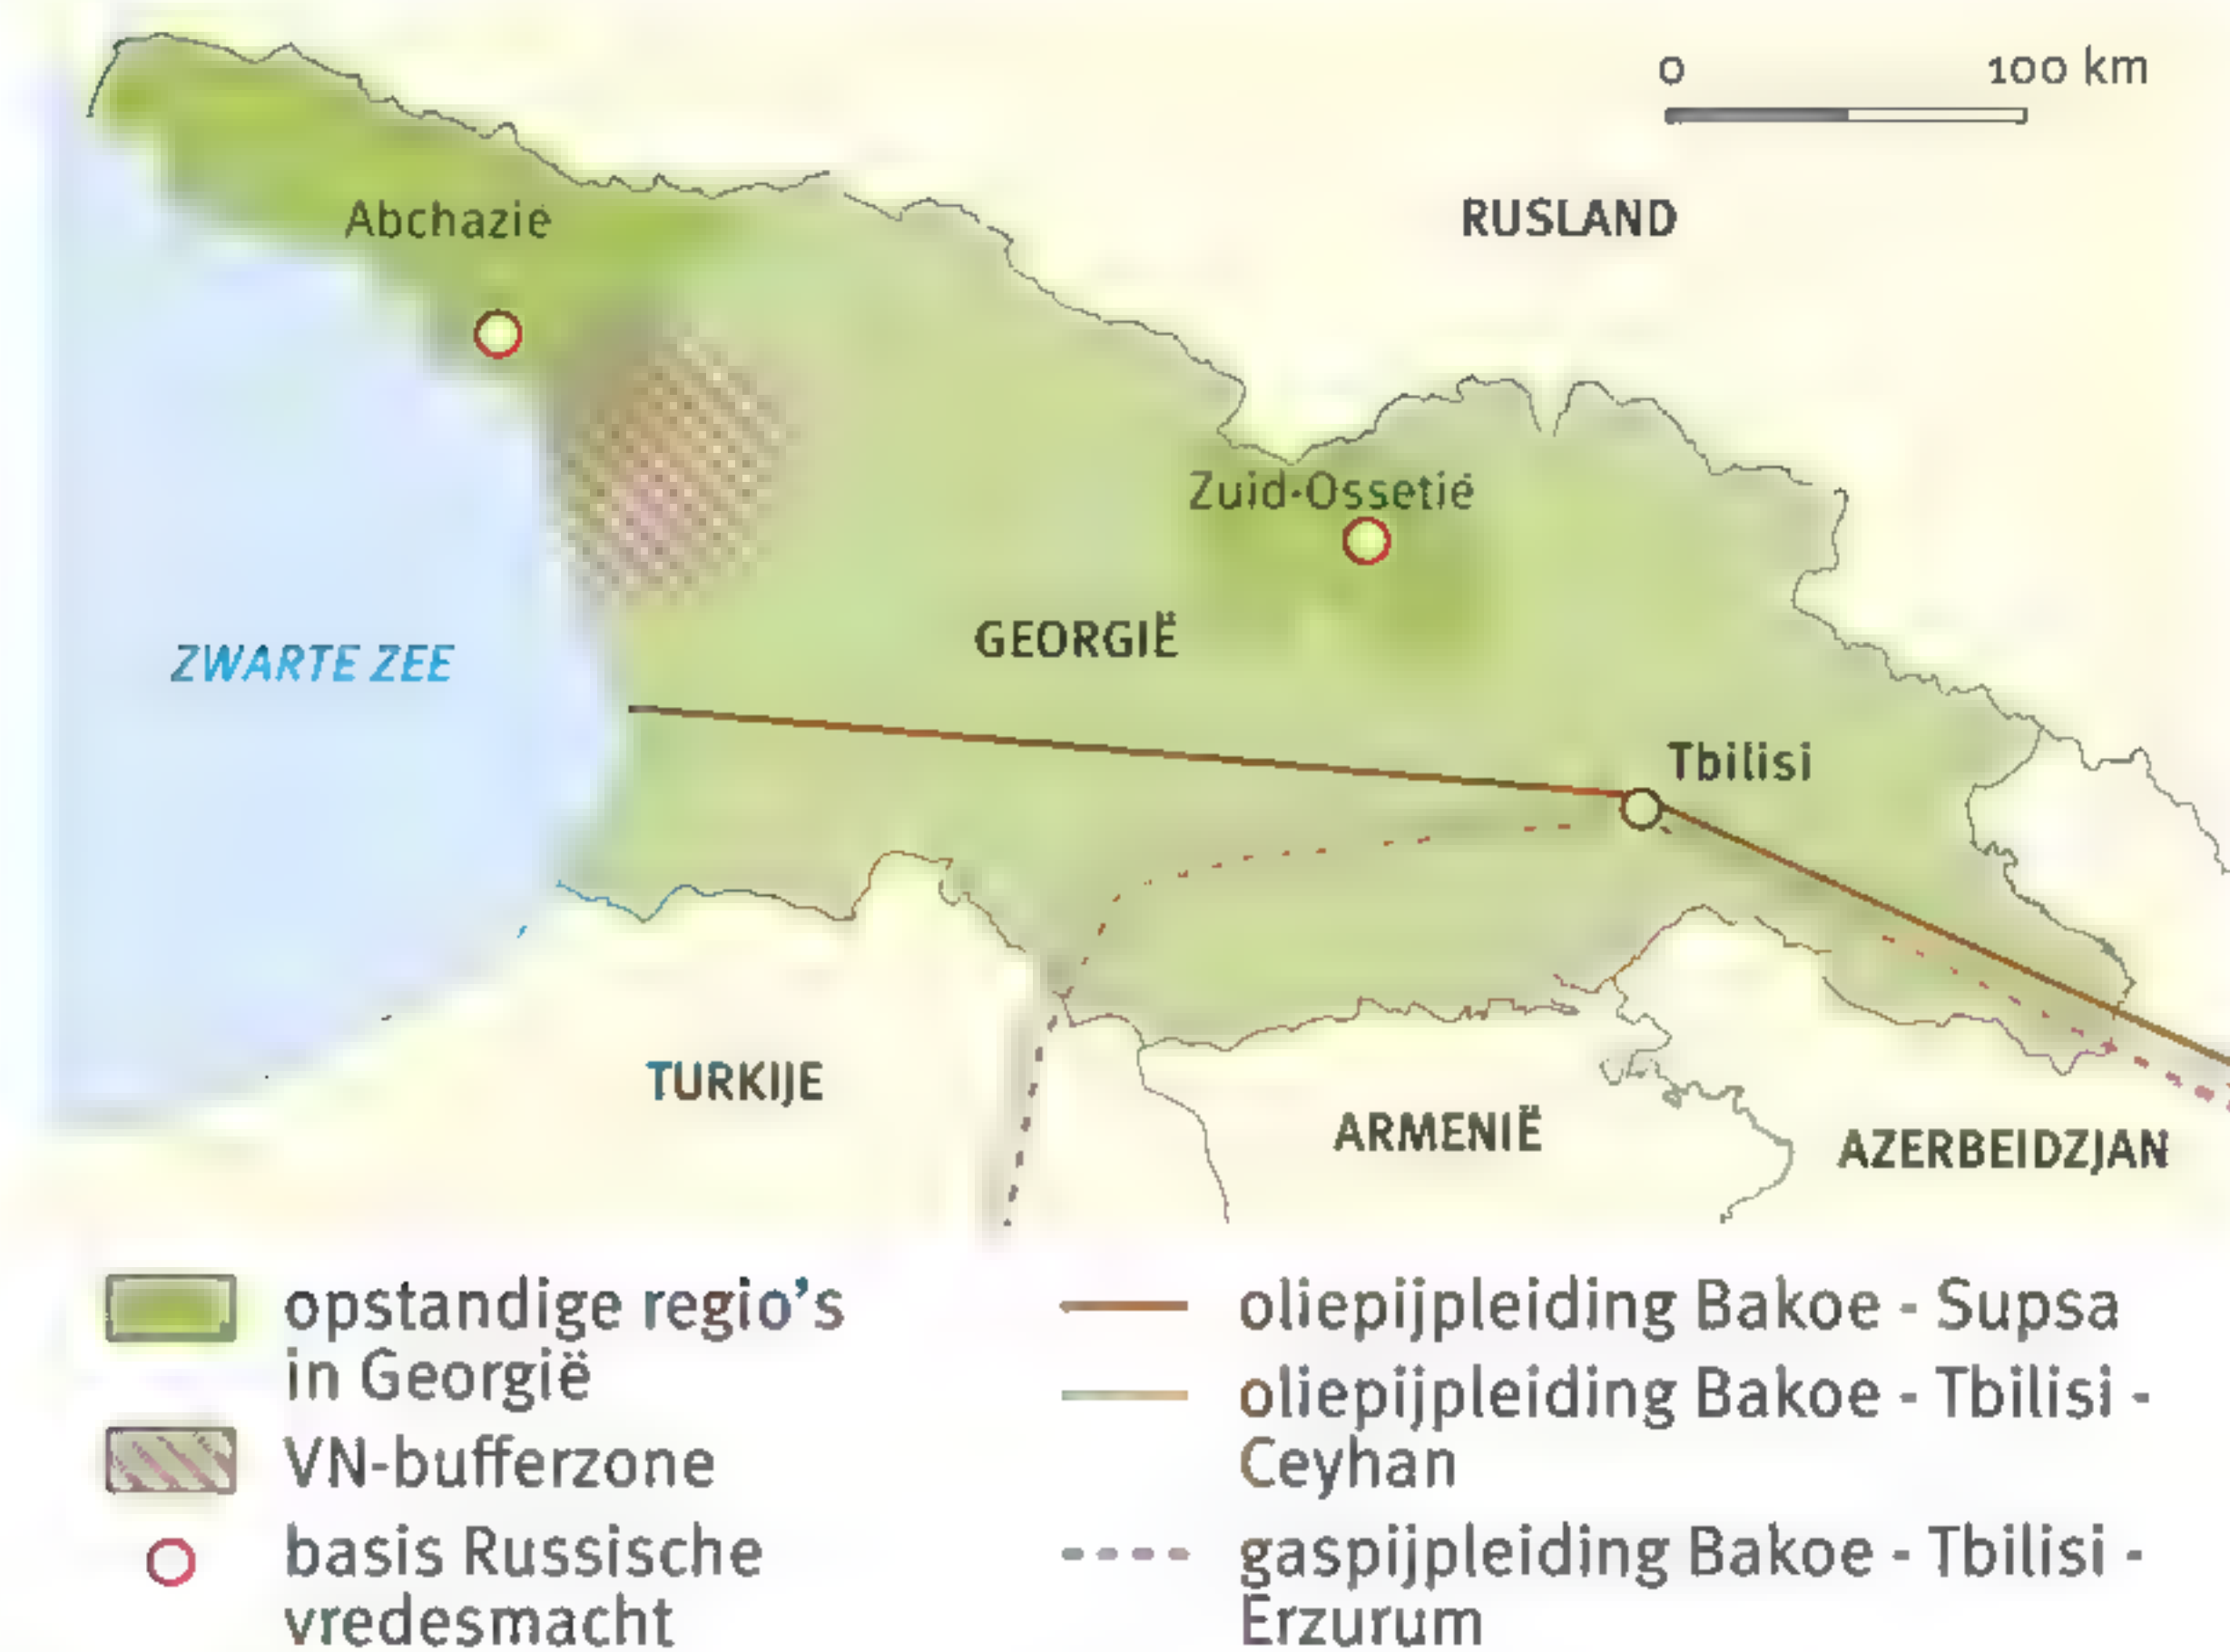 0 100 km
RUSLAND
Abchazië
Zuid-Ossetië
GEORGIË
ZWARTE ZEE
Tbilisi
TURKIJE
ARMENIË
AZERBEIDZJAN
opstandige regio's
in Georgië
VN-bufferzone
basis Russische
vredesmacht
oliepijpleiding Bakoe - Supsa
oliepijpleiding Bakoe - Tbilisi -
Ceyhan
gaspijpleiding Bakoe - Tbilisi -
Erzurum